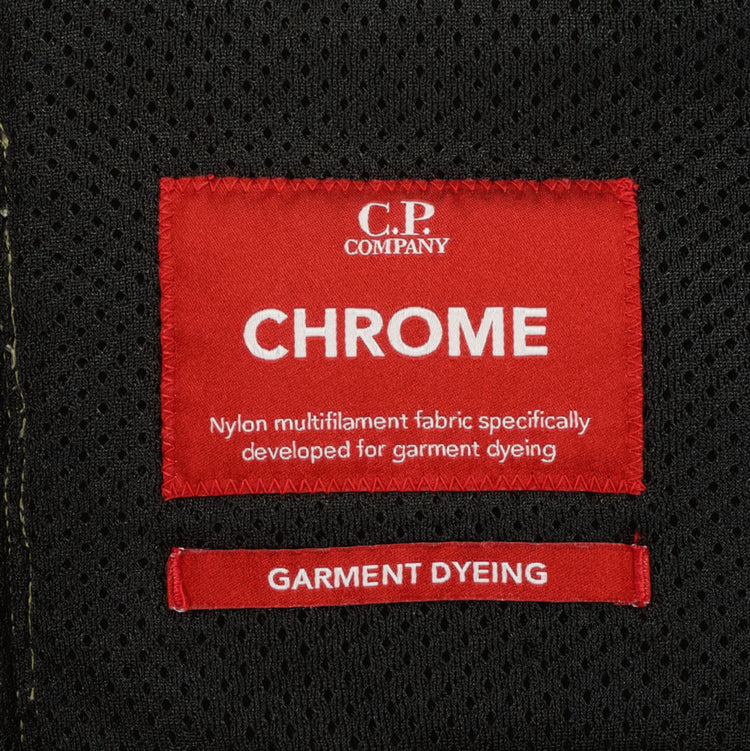 C.P.
COMPANY
CHROME
Nylon multifilament fabric specifically
developed for garment dyeing
GARMENT DYEING